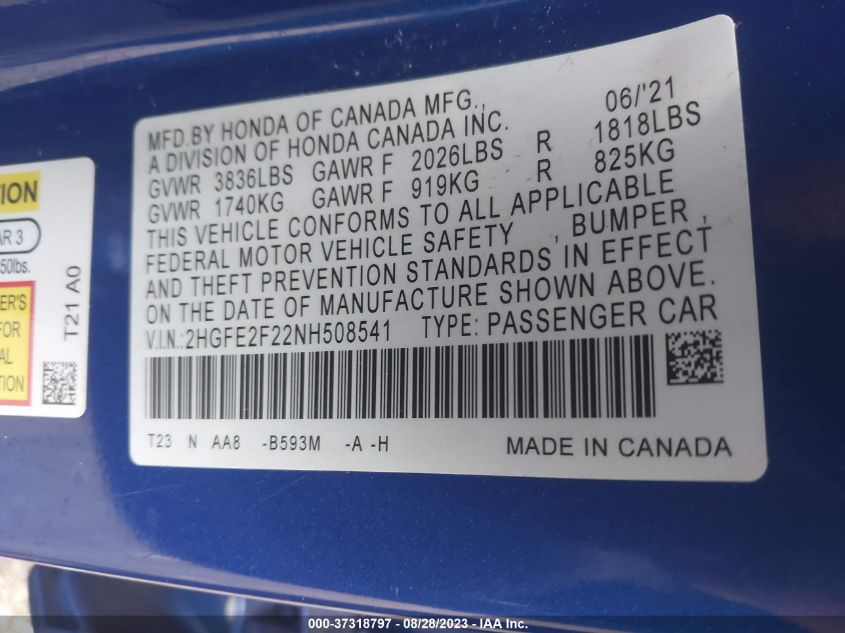 TION
AR 3
50lbs.
ER'S
FOR
AL
TION
T21 A0
MFD.BY HONDA OF CANADA MFG., 06/'21
A DIVISION OF HONDA CANADA INC.
GVWR 3836LBS GAWR F 2026LBS R 1818LBS
GVWR 1740KG GAWR F 919KG R 825KG
THIS VEHICLE CONFORMS TO ALL APPLICABLE
FEDERAL MOTOR VEHICLE SAFETY , BUMPER ,
AND THEFT PREVENTION STANDARDS IN EFFECT
ON THE DATE OF MANUFACTURE SHOWN ABOVE.
V.I.N.:2HGFE2F22NH508541 TYPE: PASSENGER CAR
T23 N AA8 -B593M -A -H MADE IN CANADA
000-37318797 - 08/28/2023 - IAA Inc.